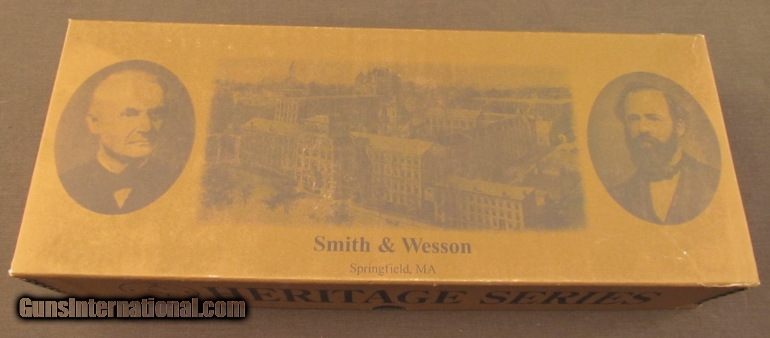 Smith & Wesson
Springfield, MA
HERITAGE SERIES
GunsInternational.com